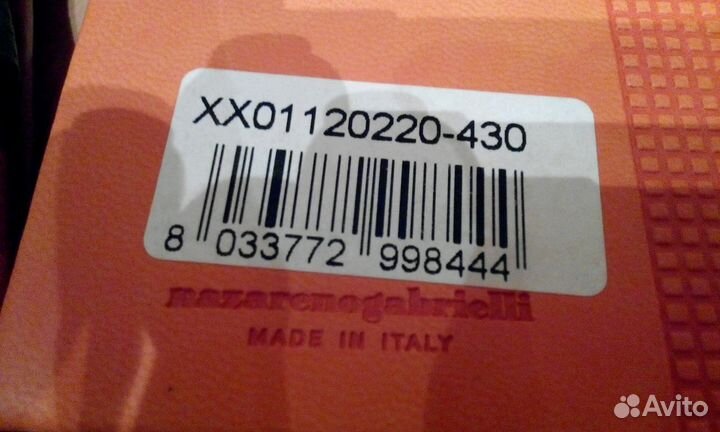 XX01120220-430
8 033772 998444
nazarenogabrielli
MADE IN ITALY
Avito